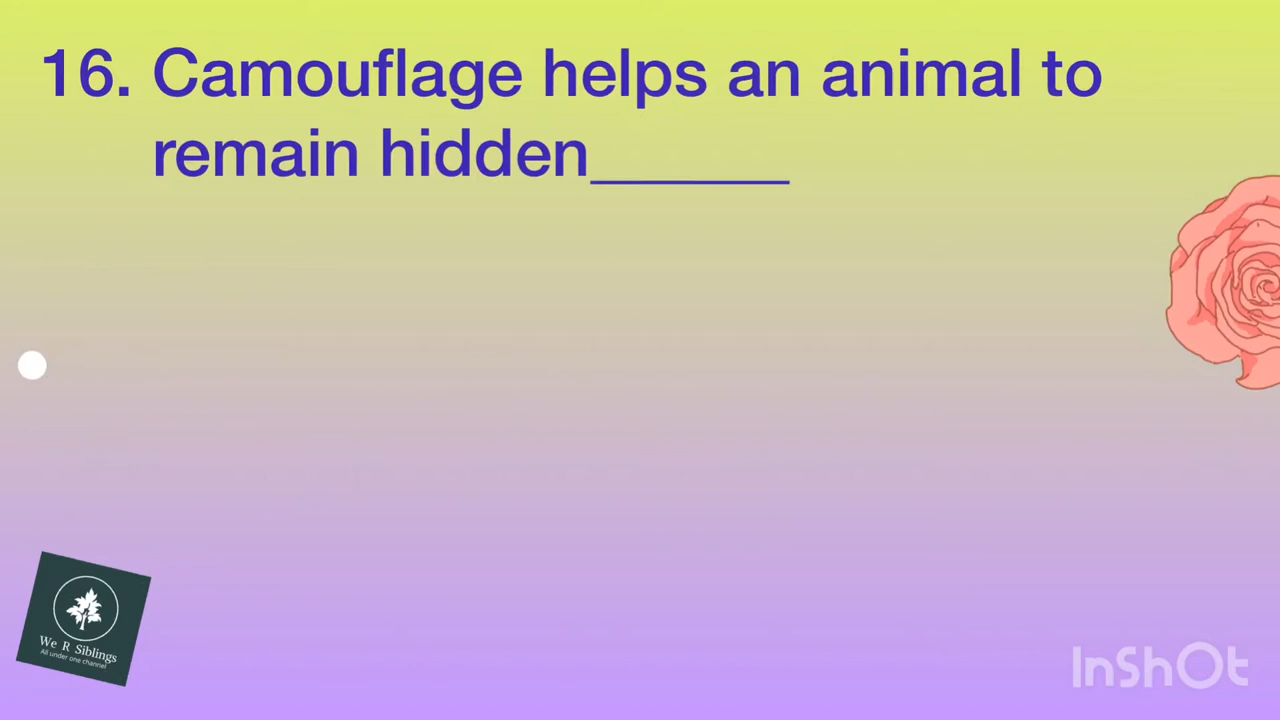 16. Camouflage helps an animal to
remain hidden______
We R Siblings
All under one channel
InShOt